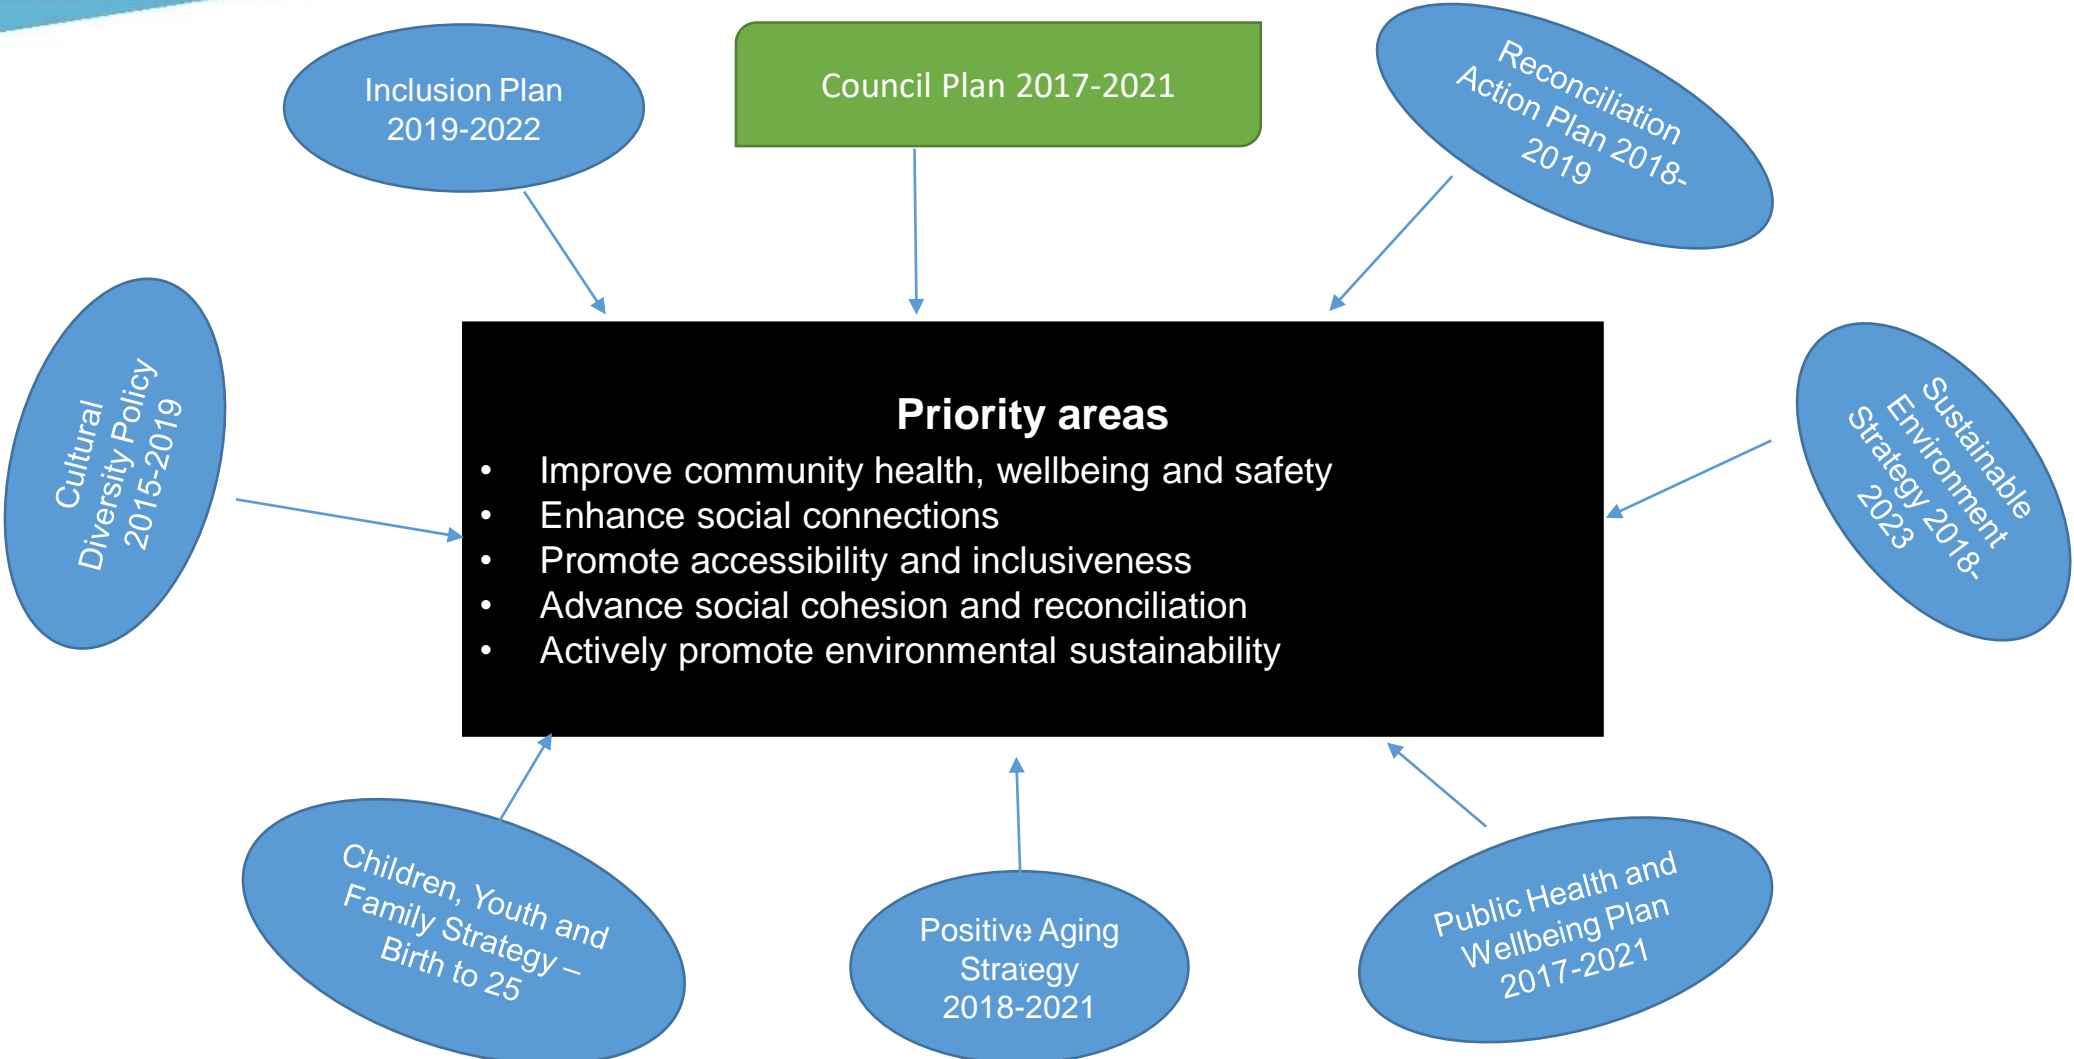 Inclusion Plan
2019-2022
Council Plan 2017-2021
Reconciliation
Action Plan 2018-
2019
Cultural
Diversity Policy
2015-2019
Priority areas
• Improve community health, wellbeing and safety
• Enhance social connections
• Promote accessibility and inclusiveness
• Advance social cohesion and reconciliation
• Actively promote environmental sustainability
Sustainable
Environment
Strategy 2018-
2023
Children, Youth and
Family Strategy –
Birth to 25
Positive Aging
Strategy
2018-2021
Public Health and
Wellbeing Plan
2017-2021